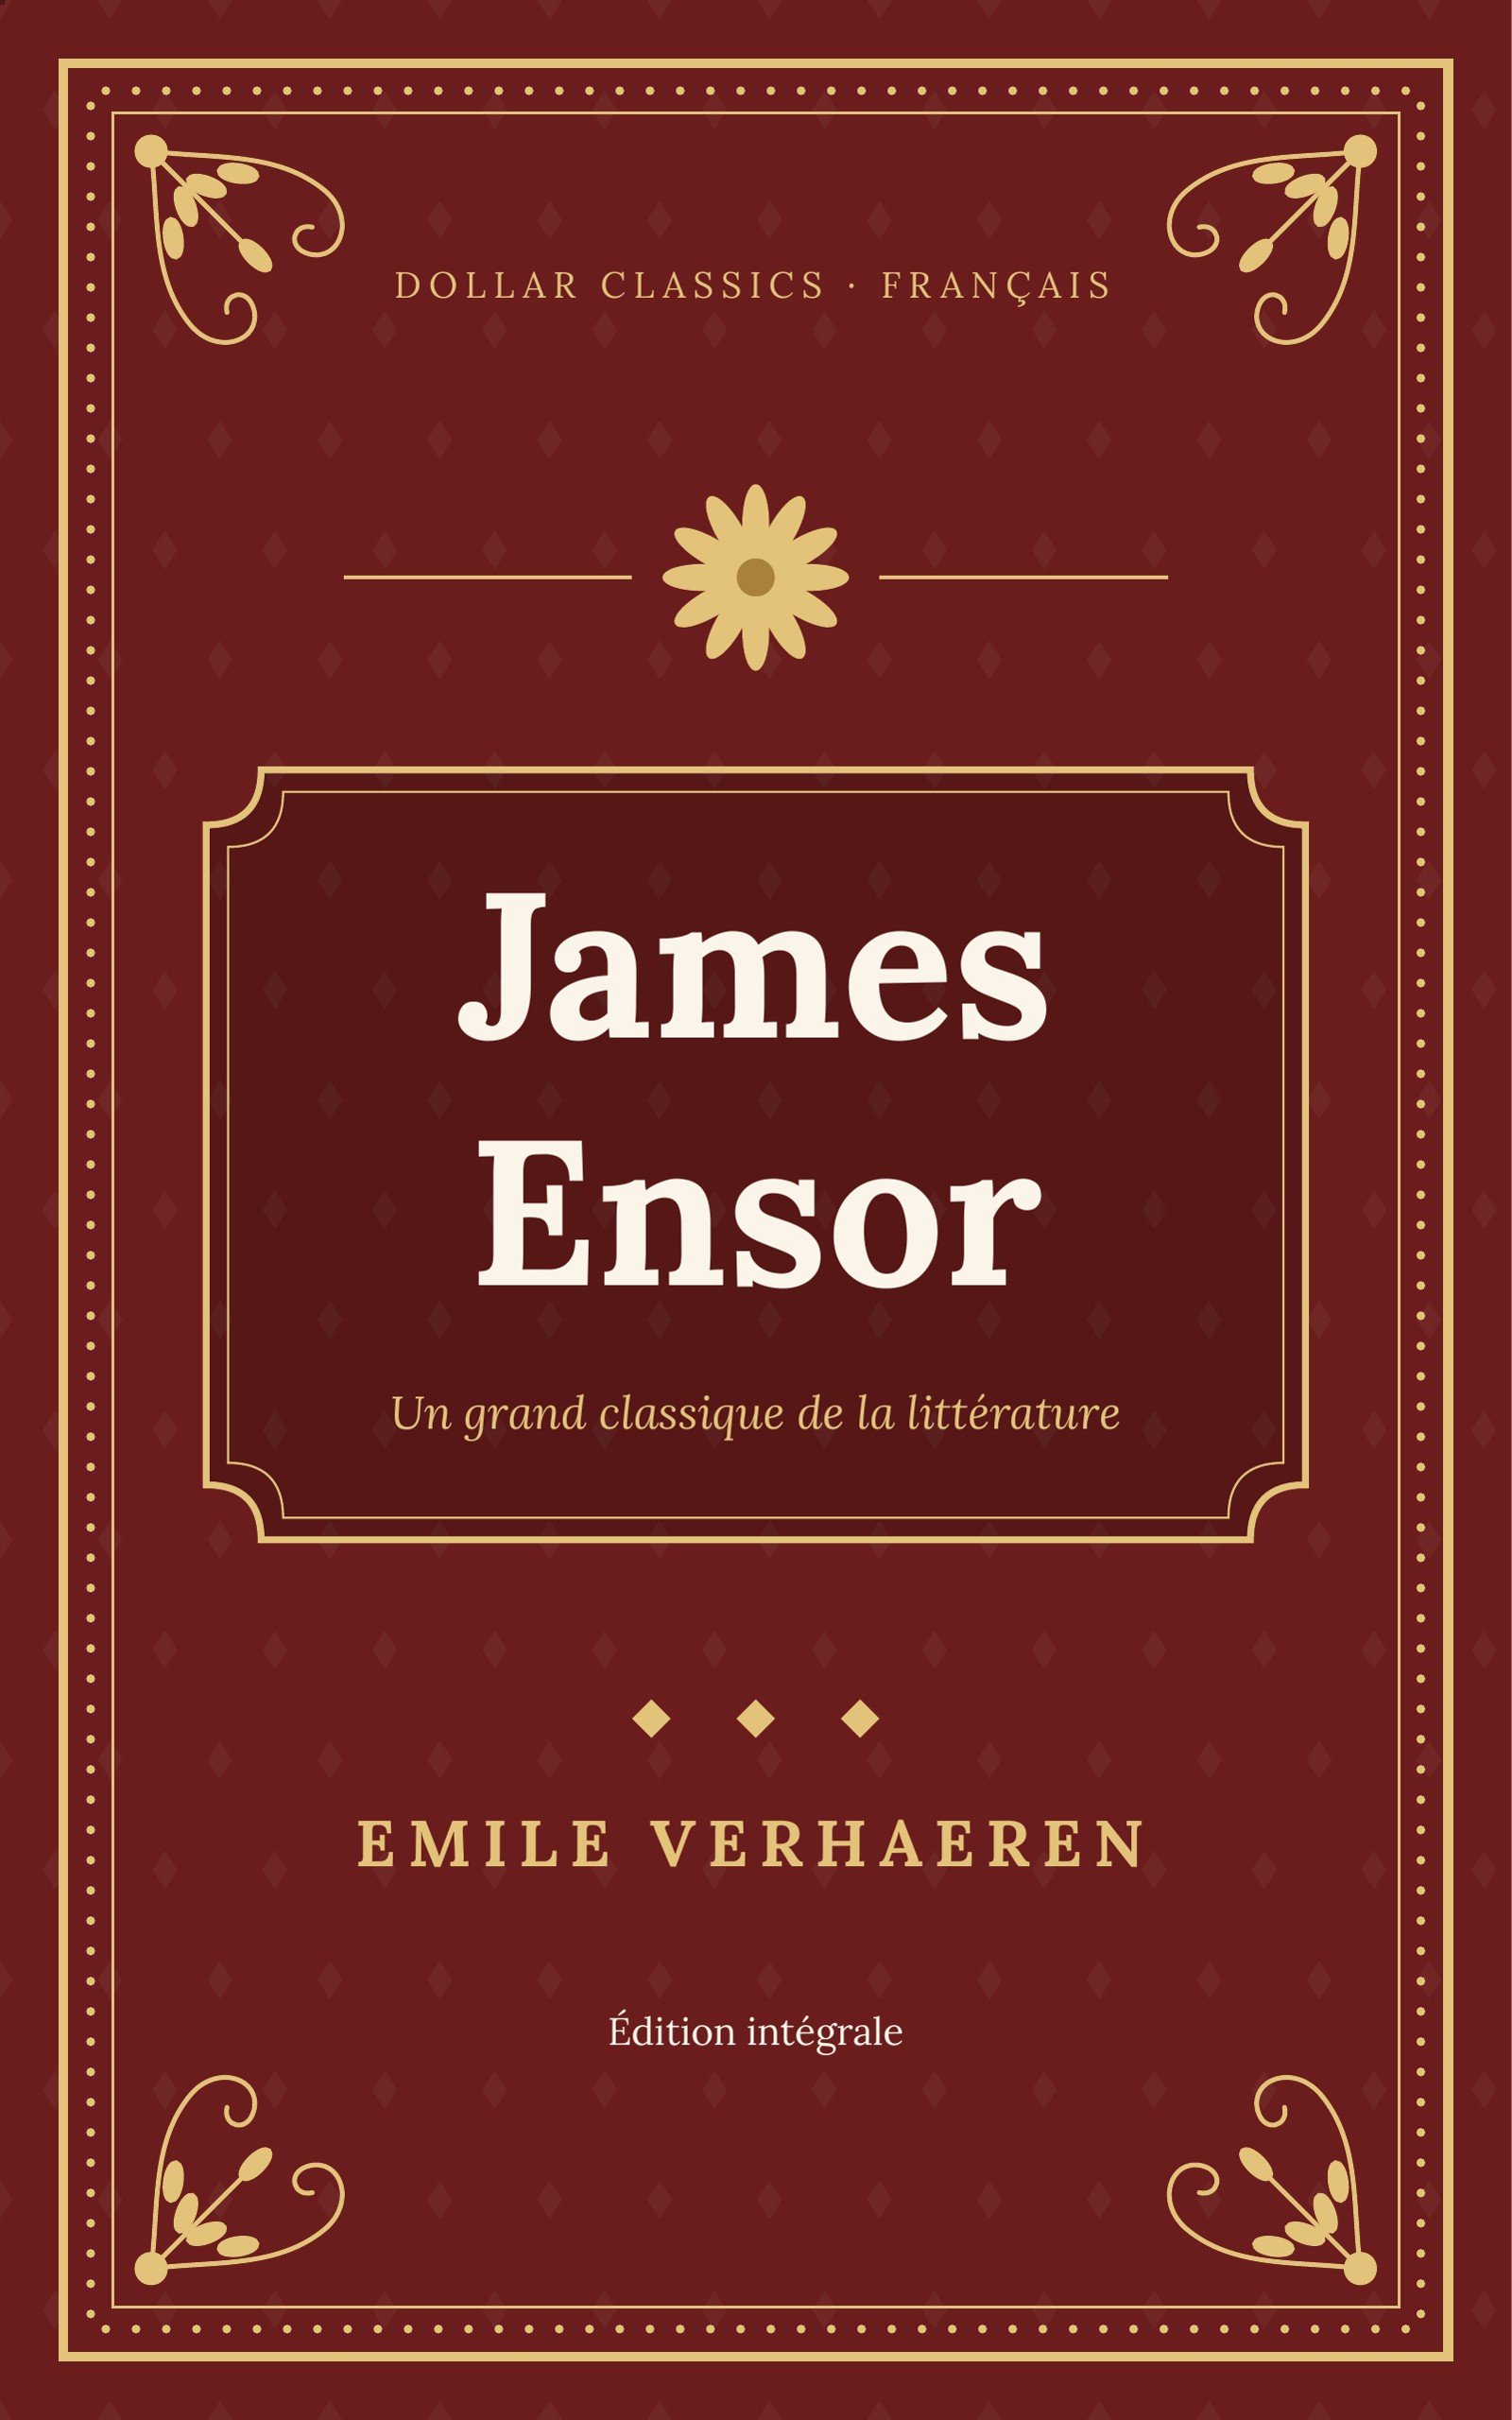 DOLLAR CLASSICS · FRANÇAIS
James
Ensor
Un grand classique de la littérature
EMILE VERHAEREN
Édition intégrale